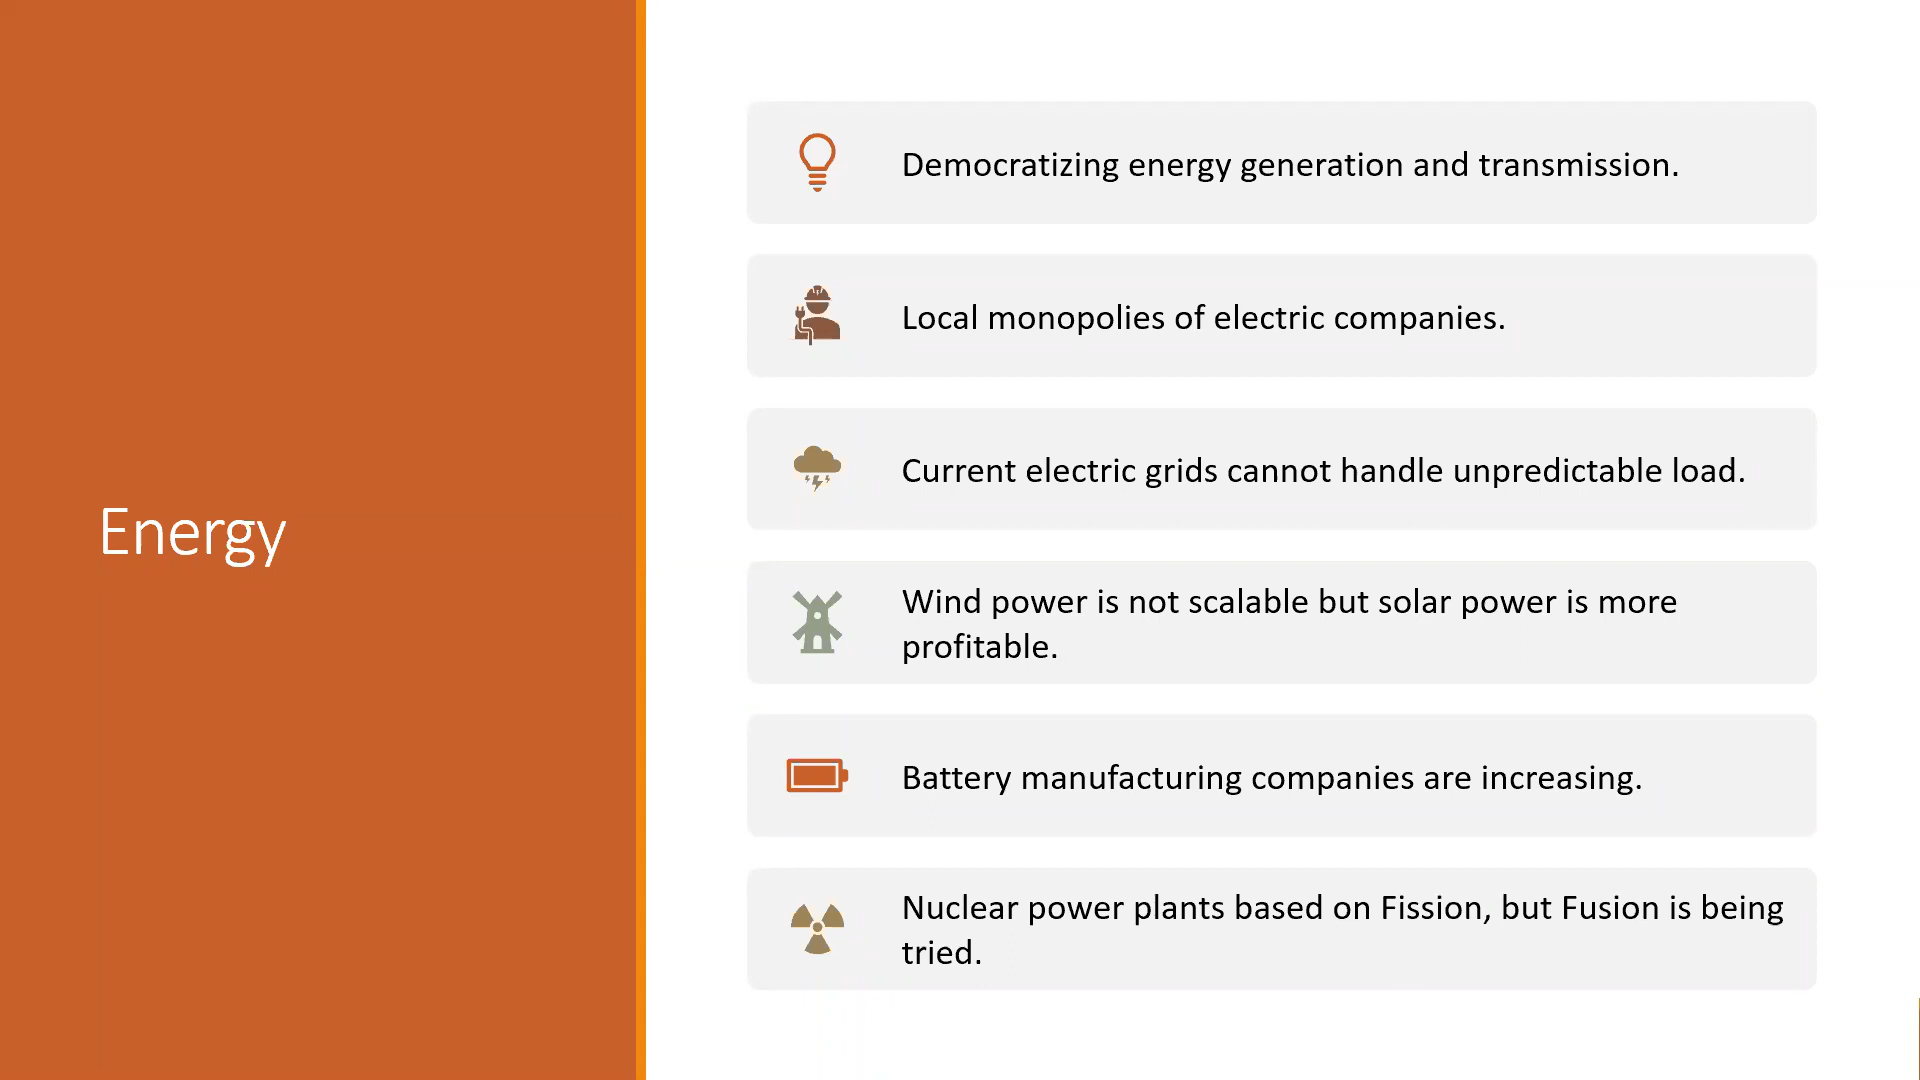 Energy
Democratizing energy generation and transmission.
Local monopolies of electric companies.
Current electric grids cannot handle unpredictable load.
Wind power is not scalable but solar power is more
profitable.
Battery manufacturing companies are increasing.
Nuclear power plants based on Fission, but Fusion is being
tried.